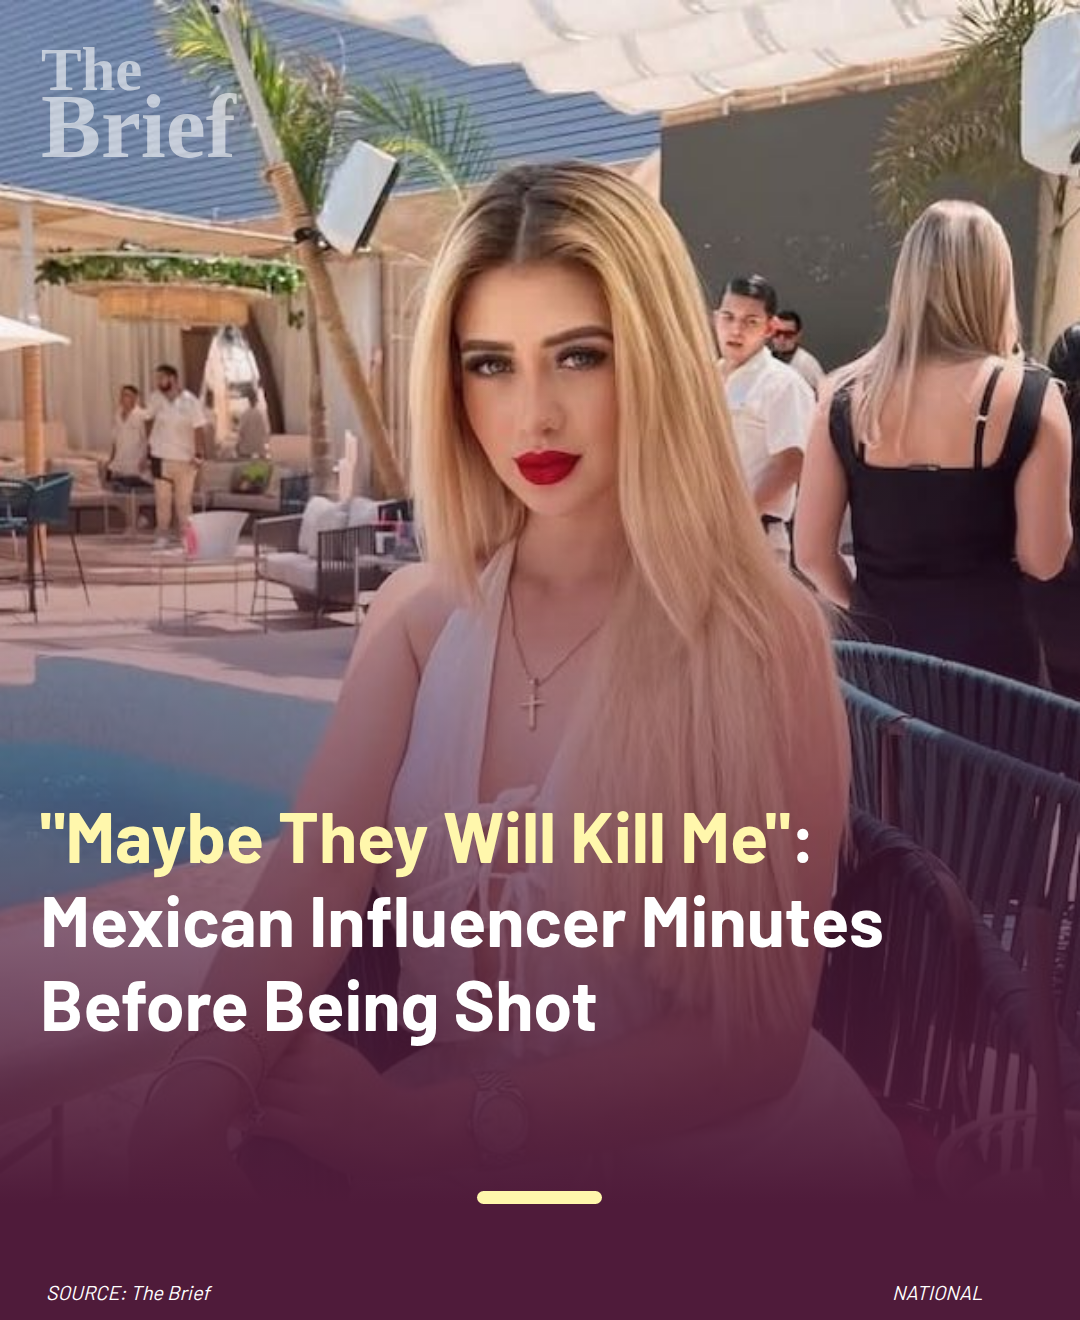 The
Brief
"Maybe They Will Kill Me":
Mexican Influencer Minutes
Before Being Shot
SOURCE: The Brief
NATIONAL